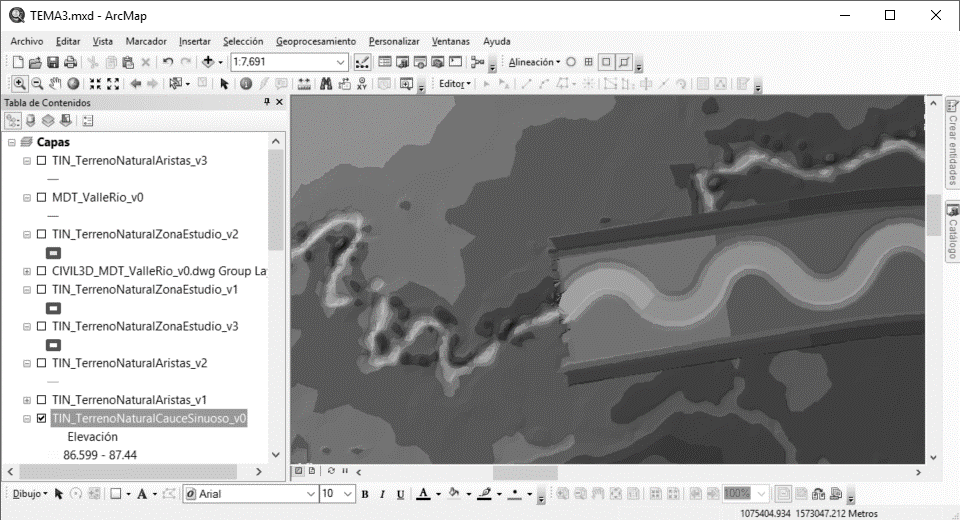 TEMA3.mxd - ArcMap
Archivo Editar Vista Marcador Insertar Selección Geoprocesamiento Personalizar Ventanas Ayuda
1:7,691
Alineación
Editor
Tabla de Contenidos
Capas
TIN_TerrenoNaturalAristas_v3
MDT_ValleRio_v0
TIN_TerrenoNaturalZonaEstudio_v2
CIVIL3D_MDT_ValleRio_v0.dwg Group La
TIN_TerrenoNaturalZonaEstudio_v1
TIN_TerrenoNaturalZonaEstudio_v3
TIN_TerrenoNaturalAristas_v2
TIN_TerrenoNaturalAristas_v1
TIN_TerrenoNaturalCauceSinuoso_v0
Elevación
86.599 - 87.44
Crear entidades
Catálogo
Dibujo A Arial 10 B I U A 100%
1075404.934 1573047.212 Metros